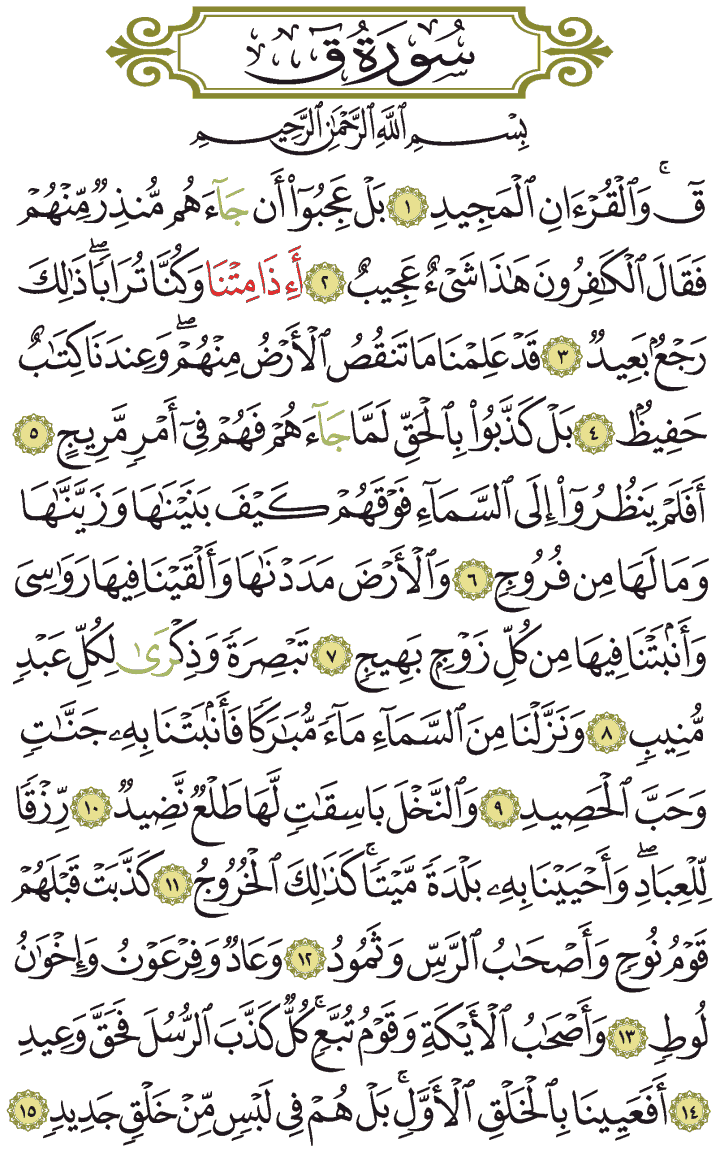 سُورَةُ قٓ
بِسْمِ ٱللَّهِ ٱلرَّحْمَٰنِ ٱلرَّحِيمِ
قٓۚ وَٱلْقُرْءَانِ ٱلْمَجِيدِ ١ بَلْ عَجِبُوٓا۟ أَن جَآءَهُم مُّنذِرٌ مِّنْهُمْ
فَقَالَ ٱلْكَٰفِرُونَ هَٰذَا شَىْءٌ عَجِيبٌ ٢ أَءِذَا مِتْنَا وَكُنَّا تُرَابًاۖ ذَٰلِكَ
رَجْعٌۢ بَعِيدٌ ٣ قَدْ عَلِمْنَا مَا تَنقُصُ ٱلْأَرْضُ مِنْهُمْۖ وَعِندَنَا كِتَٰبٌ
حَفِيظٌۢ ٤ بَلْ كَذَّبُوا۟ بِٱلْحَقِّ لَمَّا جَآءَهُمْ فَهُمْ فِىٓ أَمْرٍ مَّرِيجٍ ٥
أَفَلَمْ يَنظُرُوٓا۟ إِلَى ٱلسَّمَآءِ فَوْقَهُمْ كَيْفَ بَنَيْنَٰهَا وَزَيَّنَّٰهَا
وَمَا لَهَا مِن فُرُوجٍ ٦ وَٱلْأَرْضَ مَدَدْنَٰهَا وَأَلْقَيْنَا فِيهَا رَوَٰسِىَ
وَأَنۢبَتْنَا فِيهَا مِن كُلِّ زَوْجٍۭ بَهِيجٍ ٧ تَبْصِرَةً وَذِكْرَىٰ لِكُلِّ عَبْدٍ
مُّنِيبٍ ٨ وَنَزَّلْنَا مِنَ ٱلسَّمَآءِ مَآءً مُّبَٰرَكًا فَأَنۢبَتْنَا بِهِۦ جَنَّٰتٍ
وَحَبَّ ٱلْحَصِيدِ ٩ وَٱلنَّخْلَ بَاسِقَٰتٍ لَّهَا طَلْعٌ نَّضِيدٌ ١٠ رِّزْقًا
لِّلْعِبَادِۖ وَأَحْيَيْنَا بِهِۦ بَلْدَةً مَّيْتًاۚ كَذَٰلِكَ ٱلْخُرُوجُ ١١ كَذَّبَتْ قَبْلَهُمْ
قَوْمُ نُوحٍ وَأَصْحَٰبُ ٱلرَّسِّ وَثَمُودُ ١٢ وَعَادٌ وَفِرْعَوْنُ وَإِخْوَٰنُ
لُوطٍ ١٣ وَأَصْحَٰبُ ٱلْأَيْكَةِ وَقَوْمُ تُبَّعٍۚ كُلٌّ كَذَّبَ ٱلرُّسُلَ فَحَقَّ وَعِيدِ
١٤ أَفَعَيِينَا بِٱلْخَلْقِ ٱلْأَوَّلِۚ بَلْ هُمْ فِى لَبْسٍ مِّنْ خَلْقٍ جَدِيدٍ ١٥